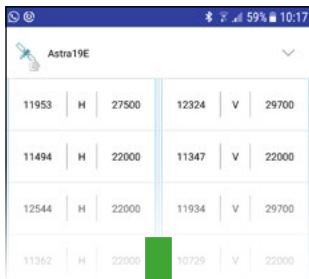 59% 10:17
Astra19E
11953 H 27500 12324 V 29700
11494 H 22000 11347 V 22000
12544 H 22000 11934 V 29700
11362 H 22000 10729 V 22000